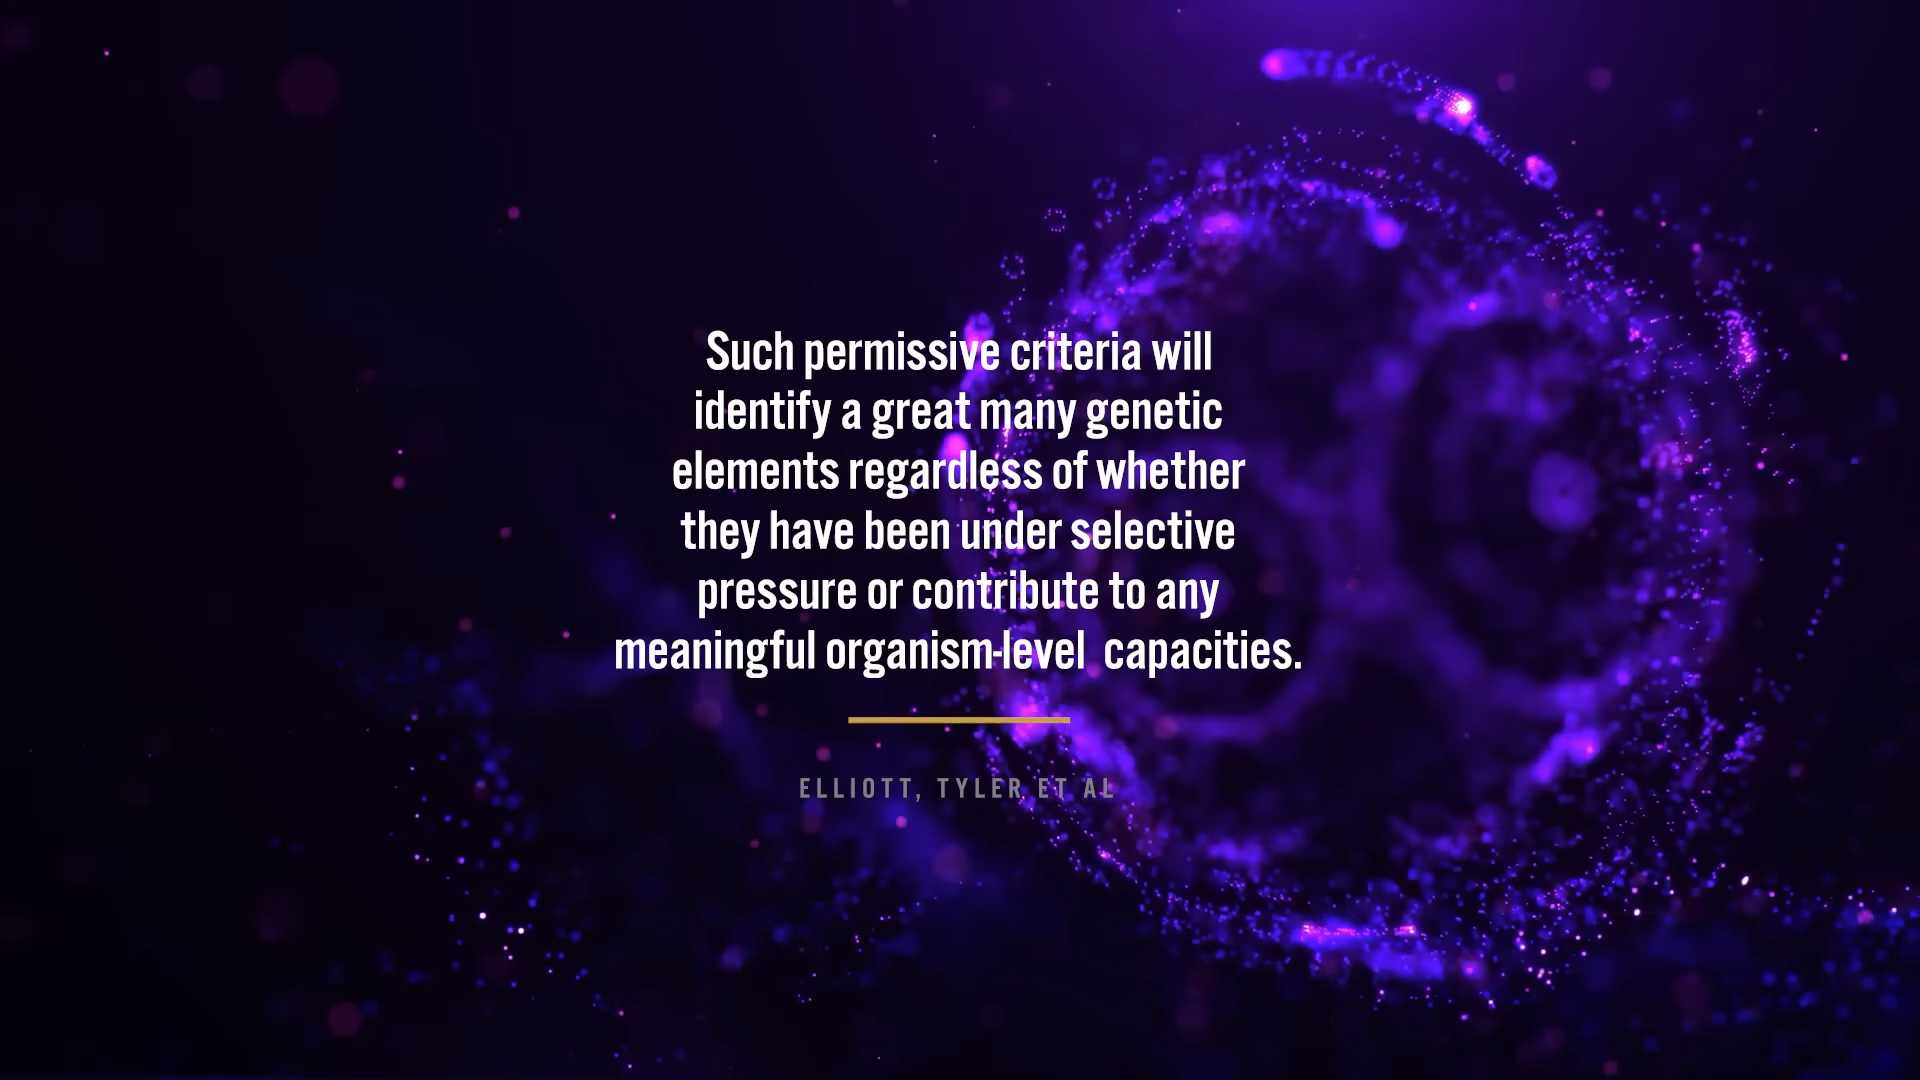 Such permissive criteria will
identify a great many genetic
elements regardless of whether
they have been under selective
pressure or contribute to any
meaningful organism-level  capacities.
ELLIOTT, TYLER ET AL